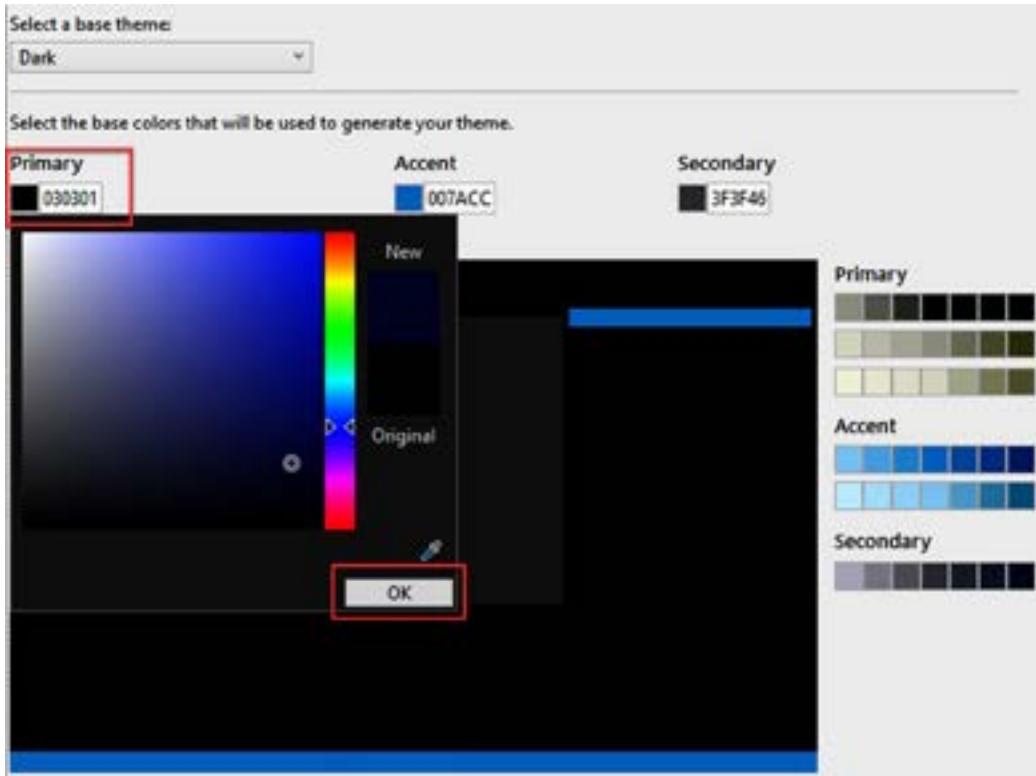 Select a base theme:
Dark
Select the base colors that will be used to generate your theme.
Primary Accent Secondary
030301 007ACC 3F3F46
New
Original
OK
Primary
Accent
Secondary